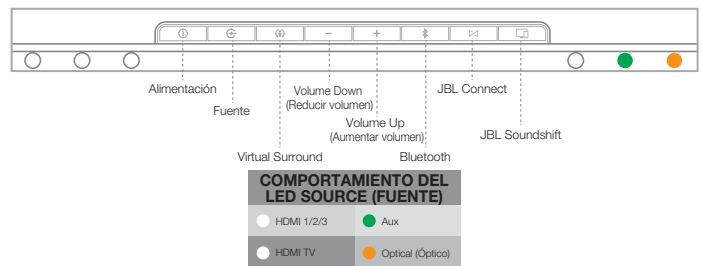 Alimentación
Fuente
Virtual Surround
Volume Down
(Reducir volumen)
Volume Up
(Aumentar volumen)
Bluetooth
JBL Connect
JBL Soundshift
COMPORTAMIENTO DEL
LED SOURCE (FUENTE)
HDMI 1/2/3
Aux
HDMI TV
Optical (Óptico)